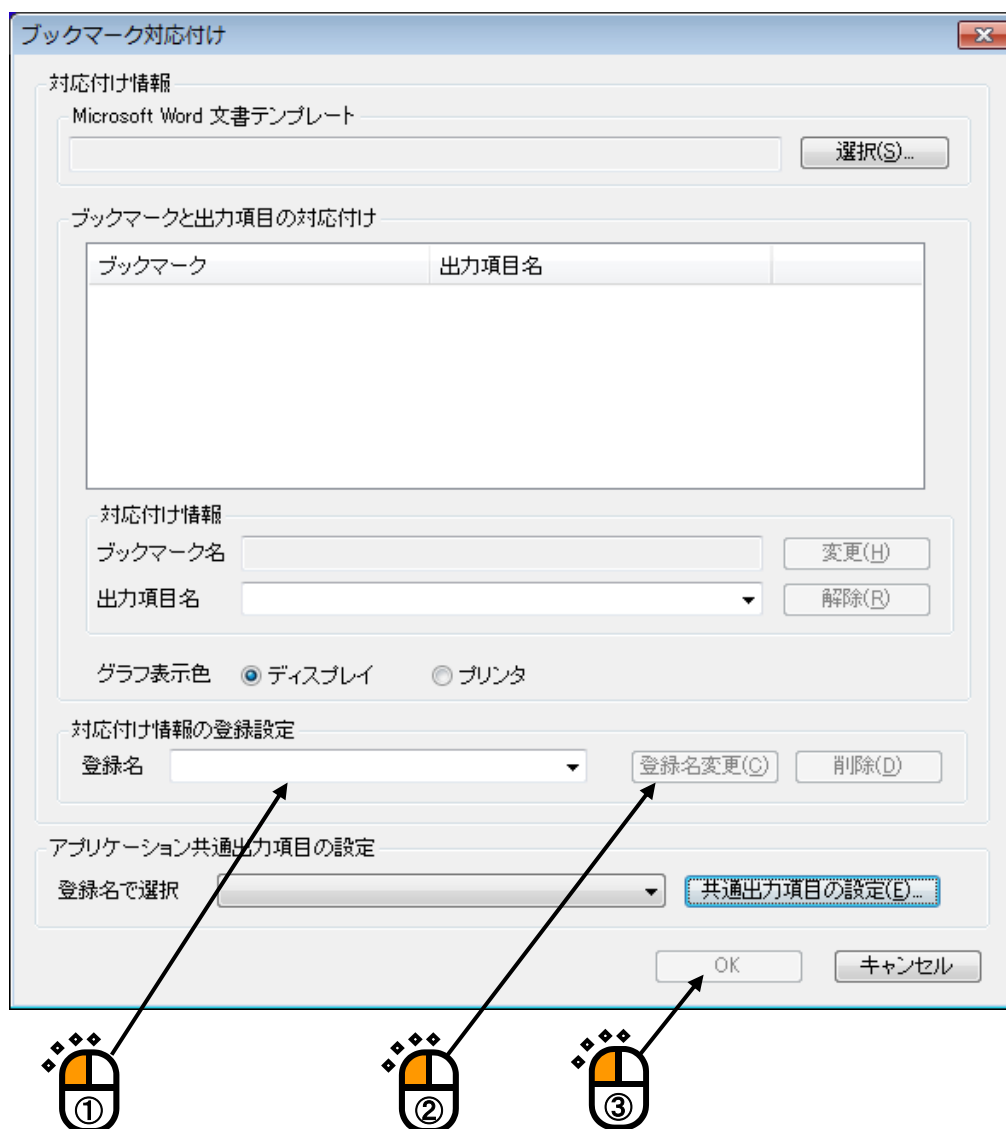 ブックマーク対応付け
対応付け情報
Microsoft Word 文書テンプレート
選択(S)...
ブックマークと出力項目の対応付け
ブックマーク 出力項目名
対応付け情報
ブックマーク名 変更(H)
出力項目名 解除(R)
グラフ表示色 ディスプレイ プリンタ
対応付け情報の登録設定
登録名 登録名変更(C) 削除(D)
アプリケーション共通出力項目の設定
登録名で選択 共通出力項目の設定(E)...
OK キャンセル
① ② ③